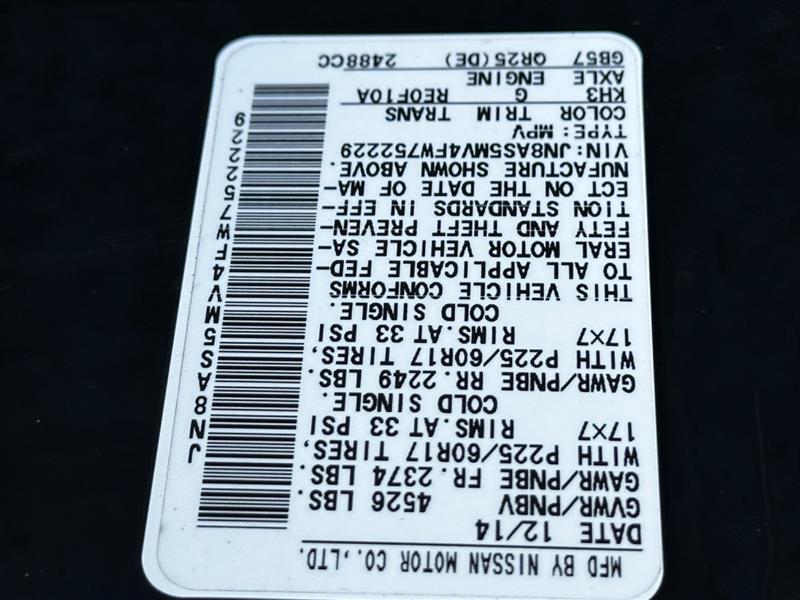 MFD BY NISSAN MOTOR CO.,LTD.
DATE 12/14
GVWR/PNBV 4526 LBS.
GAWR/PNBE FR. 2374 LBS.
WITH P225/60R17 TIRES,
17×7 RIMS.AT 33 PSI
COLD SINGLE.
GAWR/PNBE RR. 2249 LBS.
WITH P225/60R17 TIRES,
17×7 RIMS.AT 33 PSI
COLD SINGLE.
THIS VEHICLE CONFORMS
TO ALL APPLICABLE FED-
ERAL MOTOR VEHICLE SA-
FETY AND THEFT PREVEN-
TION STANDARDS IN EFF-
ECT ON THE DATE OF MA-
NUFACTURE SHOWN ABOVE.
VIN:JN8AS5MV4FW752229
TYPE:MPV
COLOR TRIM TRANS
KH3 G RE0F10A
AXLE ENGINE
GB57 QR25(DE) 2488CC
JN8AS5MV4FW752229